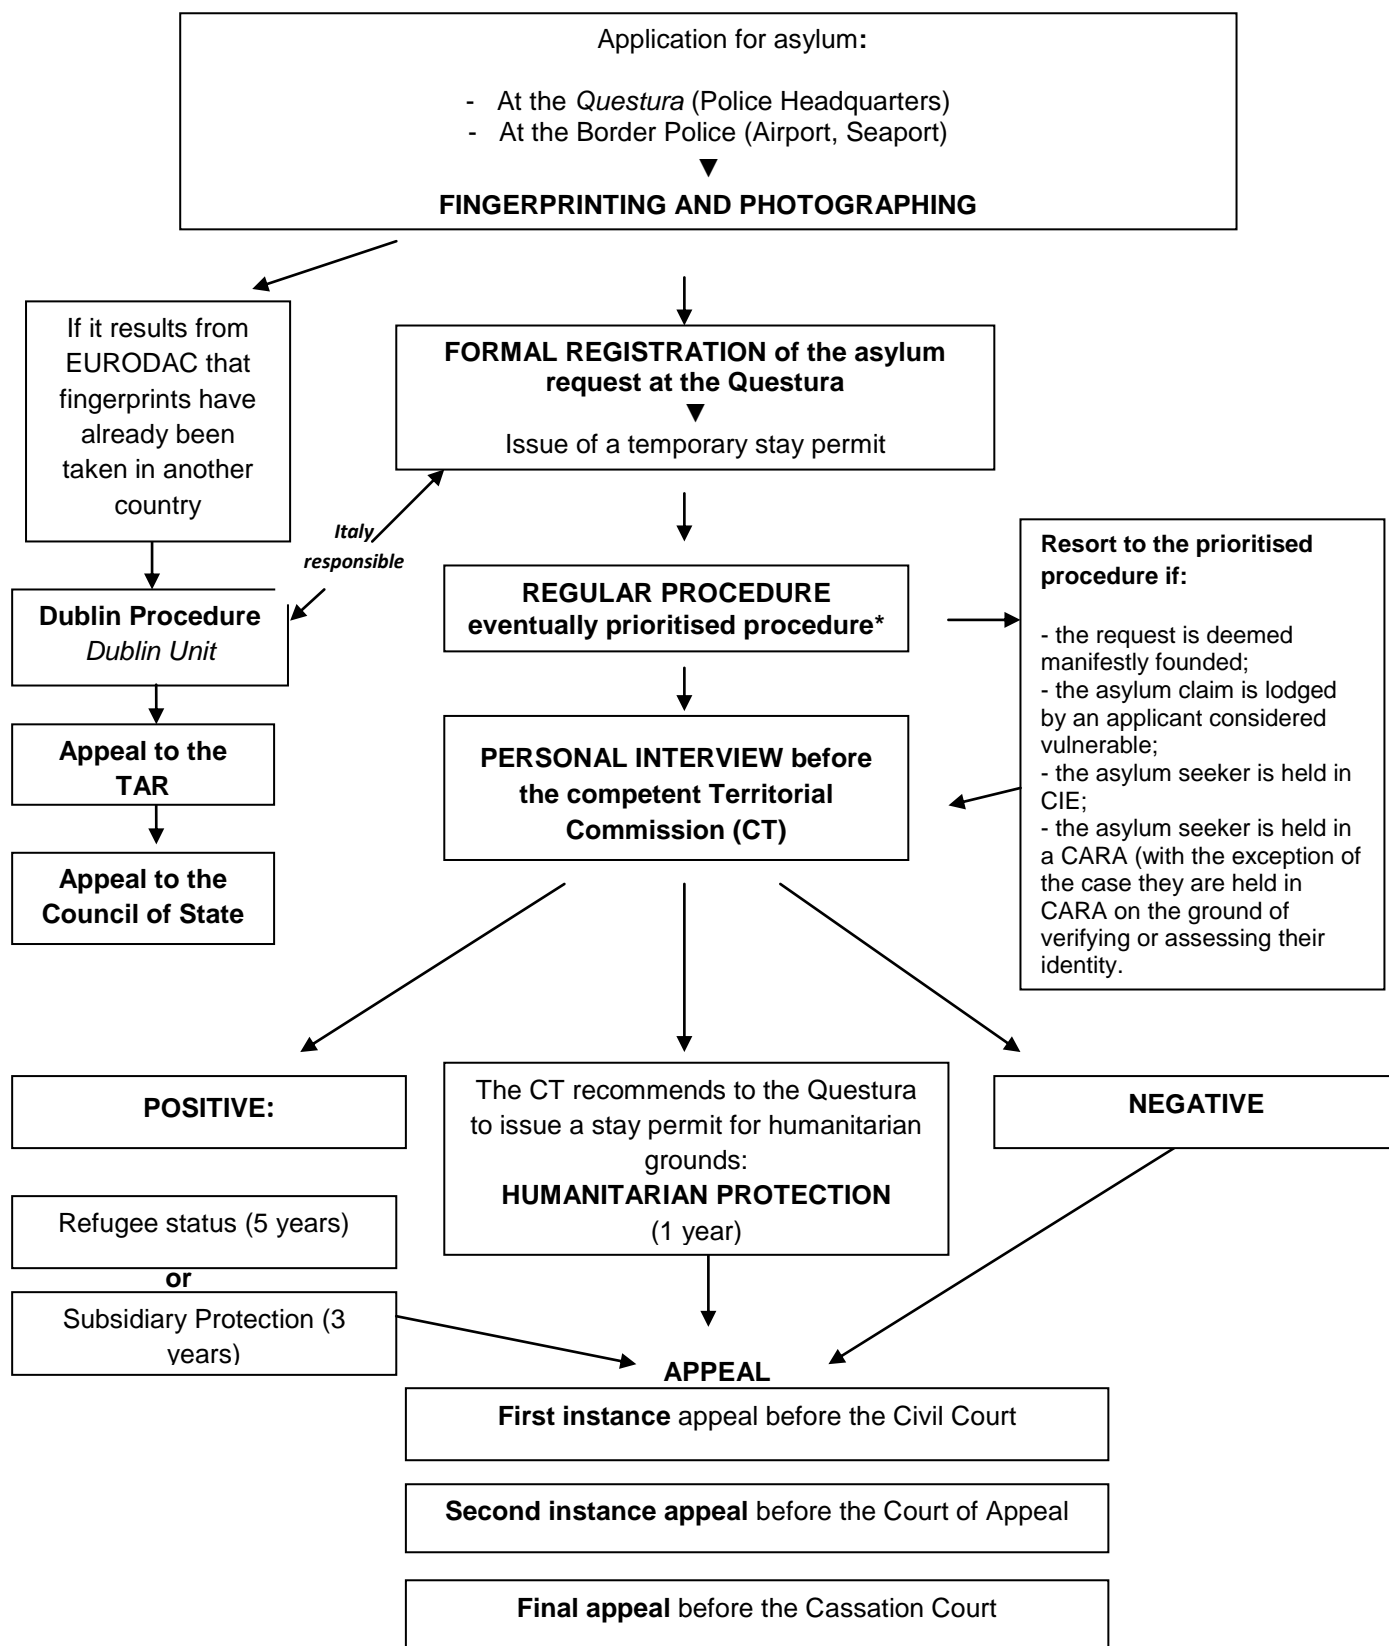 Application for asylum:
- At the Questura (Police Headquarters)
- At the Border Police (Airport, Seaport)
▼
FINGERPRINTING AND PHOTOGRAPHING
If it results from
EURODAC that
fingerprints have
already been
taken in another
country
FORMAL REGISTRATION of the asylum
request at the Questura
▼
Issue of a temporary stay permit
Italy
responsible
Dublin Procedure
Dublin Unit
Appeal to the
TAR
Appeal to the
Council of State
REGULAR PROCEDURE
eventually prioritised procedure*
Resort to the prioritised
procedure if:
- the request is deemed
manifestly founded;
- the asylum claim is lodged
by an applicant considered
vulnerable;
- the asylum seeker is held in
CIE;
- the asylum seeker is held in
a CARA (with the exception of
the case they are held in
CARA on the ground of
verifying or assessing their
identity.
PERSONAL INTERVIEW before
the competent Territorial
Commission (CT)
POSITIVE:
Refugee status (5 years)
or
Subsidiary Protection (3
years)
The CT recommends to the Questura
to issue a stay permit for humanitarian
grounds:
HUMANITARIAN PROTECTION
(1 year)
NEGATIVE
APPEAL
First instance appeal before the Civil Court
Second instance appeal before the Court of Appeal
Final appeal before the Cassation Court